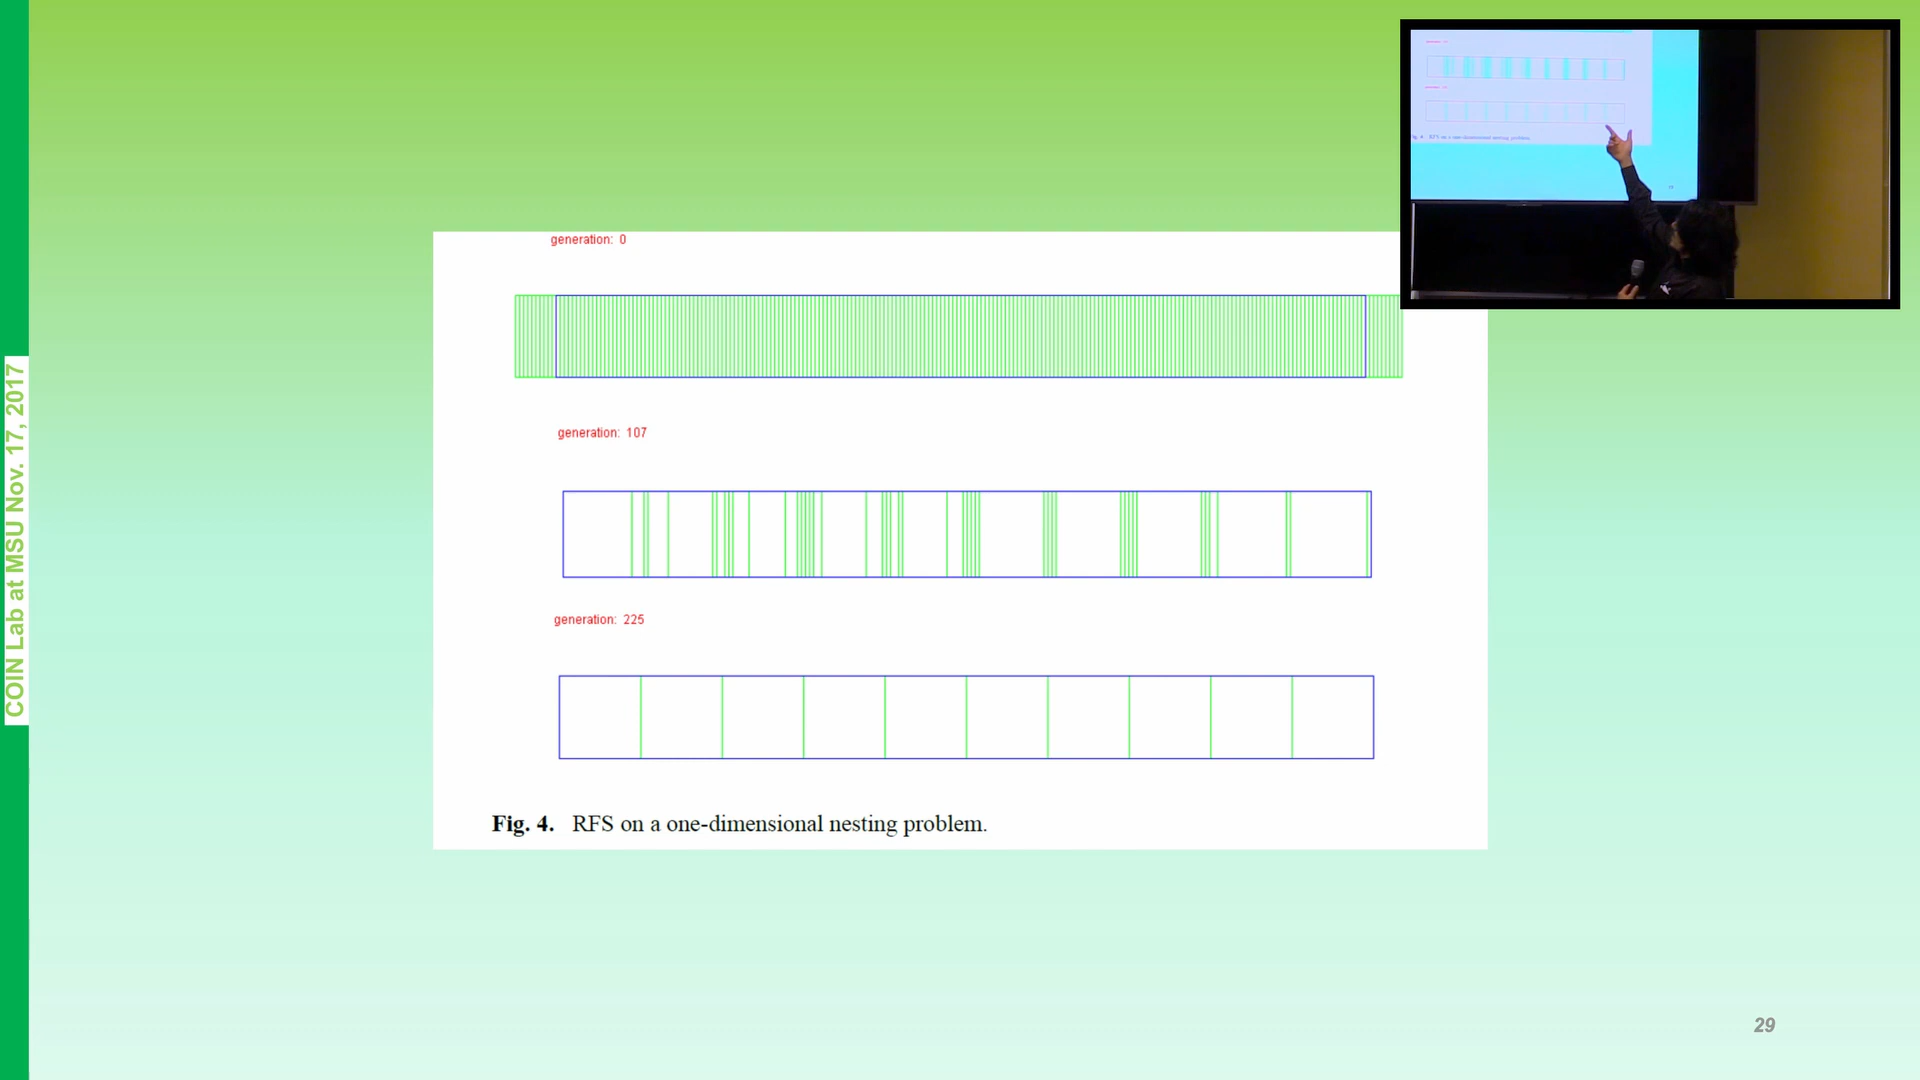 COIN Lab at MSU Nov. 17, 2017
generation: 0
generation: 107
generation: 225
Fig. 4. RFS on a one-dimensional nesting problem.
29